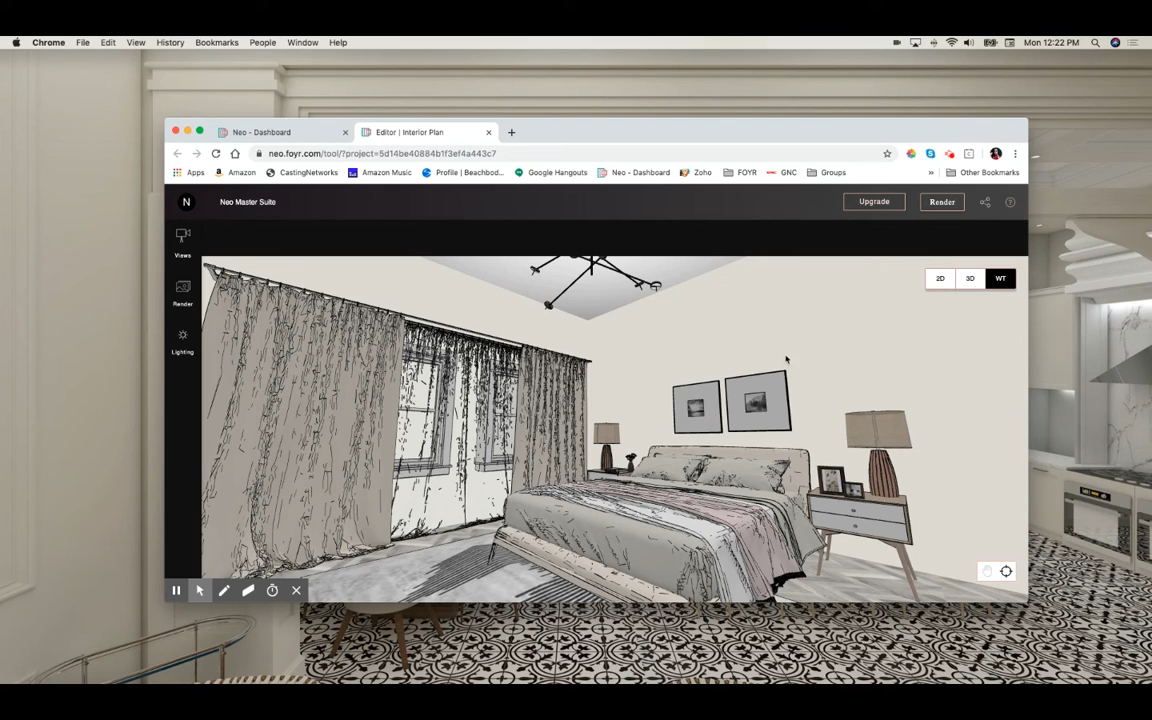 Chrome File Edit View History Bookmarks People Window Help Mon 12:22 PM
Neo - Dashboard Editor | Interior Plan
neo.foyr.com/tool/?project=5d14be40884b1f3ef4a443c7
Apps Amazon CastingNetworks Amazon Music Profile | Beachbod... Google Hangouts Neo - Dashboard Zoho FOYR GNC Groups » Other Bookmarks
N Neo Master Suite Upgrade Render
Views
2D 3D WT
Render
Lighting